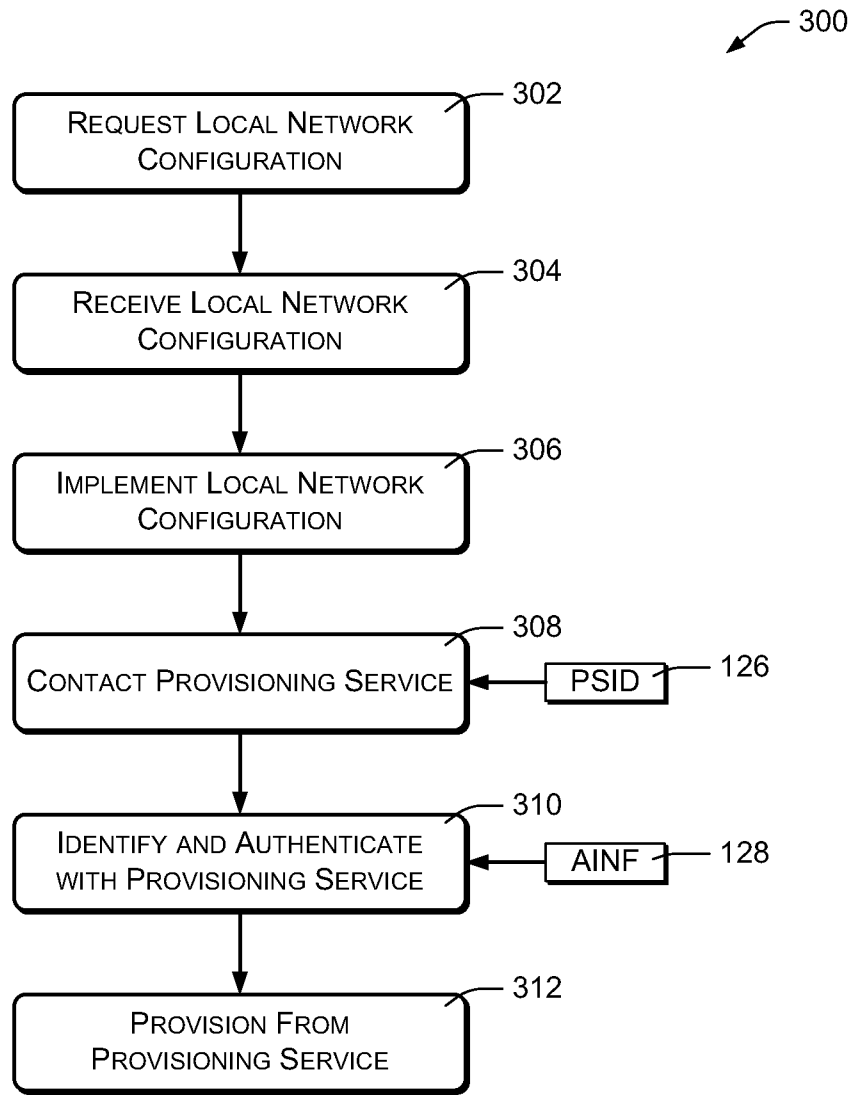 300
302
REQUEST LOCAL NETWORK
CONFIGURATION
304
RECEIVE LOCAL NETWORK
CONFIGURATION
306
IMPLEMENT LOCAL NETWORK
CONFIGURATION
308
CONTACT PROVISIONING SERVICE
PSID
126
310
IDENTIFY AND AUTHENTICATE
WITH PROVISIONING SERVICE
AINF
128
312
PROVISION FROM
PROVISIONING SERVICE